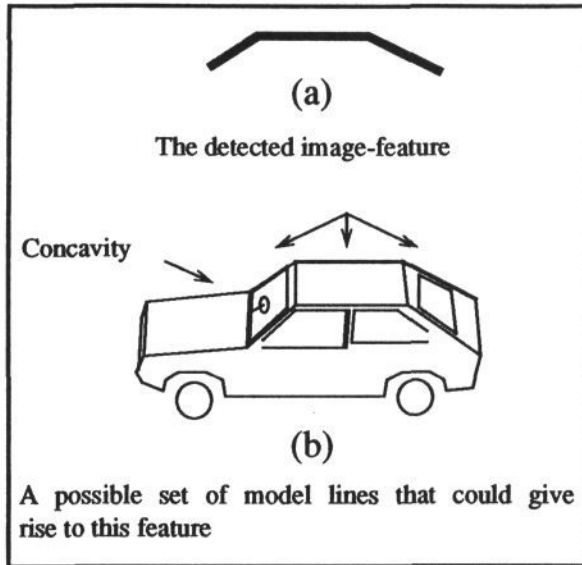 (a)
The detected image-feature
Concavity
(b)
A possible set of model lines that could give
rise to this feature